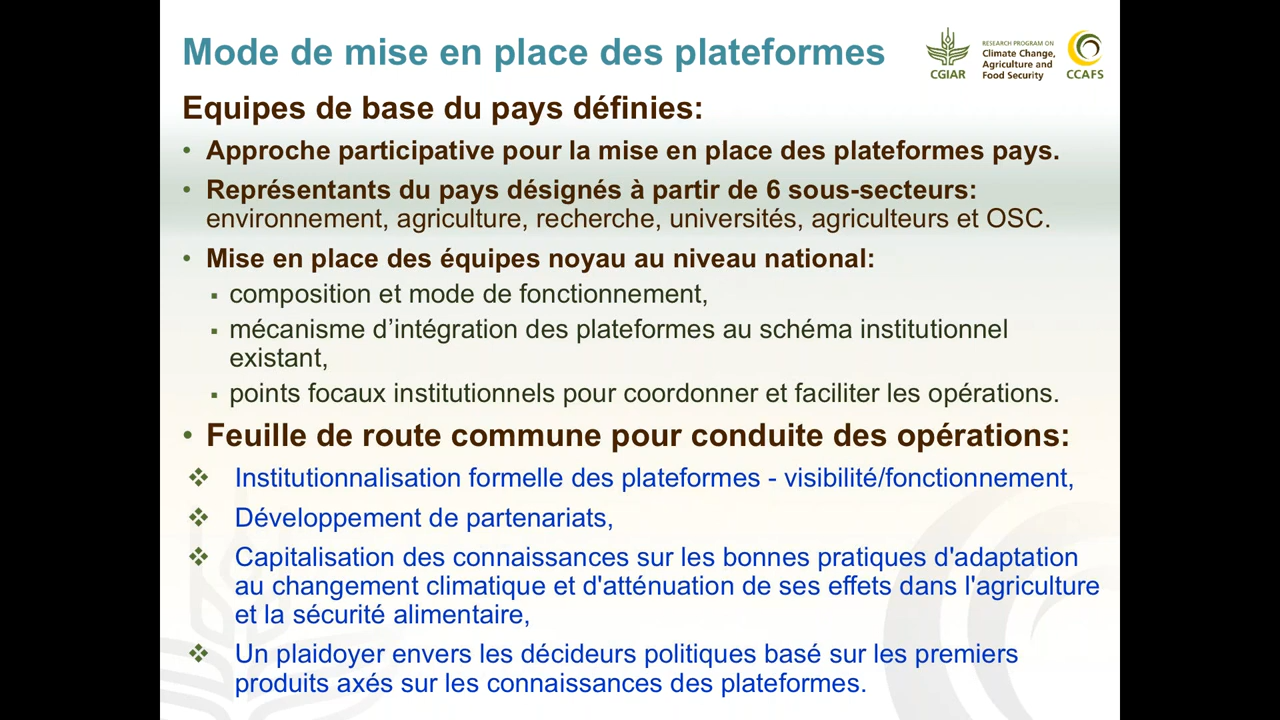 Mode de mise en place des plateformes
CGIAR
RESEARCH PROGRAM ON
Climate Change,
Agriculture and
Food Security
CCAFS
Equipes de base du pays définies:
• Approche participative pour la mise en place des plateformes pays.
• Représentants du pays désignés à partir de 6 sous-secteurs:
environnement, agriculture, recherche, universités, agriculteurs et OSC.
• Mise en place des équipes noyau au niveau national:
▪ composition et mode de fonctionnement,
▪ mécanisme d’intégration des plateformes au schéma institutionnel
existant,
▪ points focaux institutionnels pour coordonner et faciliter les opérations.
• Feuille de route commune pour conduite des opérations:
❖ Institutionnalisation formelle des plateformes - visibilité/fonctionnement,
❖ Développement de partenariats,
❖ Capitalisation des connaissances sur les bonnes pratiques d'adaptation
au changement climatique et d'atténuation de ses effets dans l'agriculture
et la sécurité alimentaire,
❖ Un plaidoyer envers les décideurs politiques basé sur les premiers
produits axés sur les connaissances des plateformes.